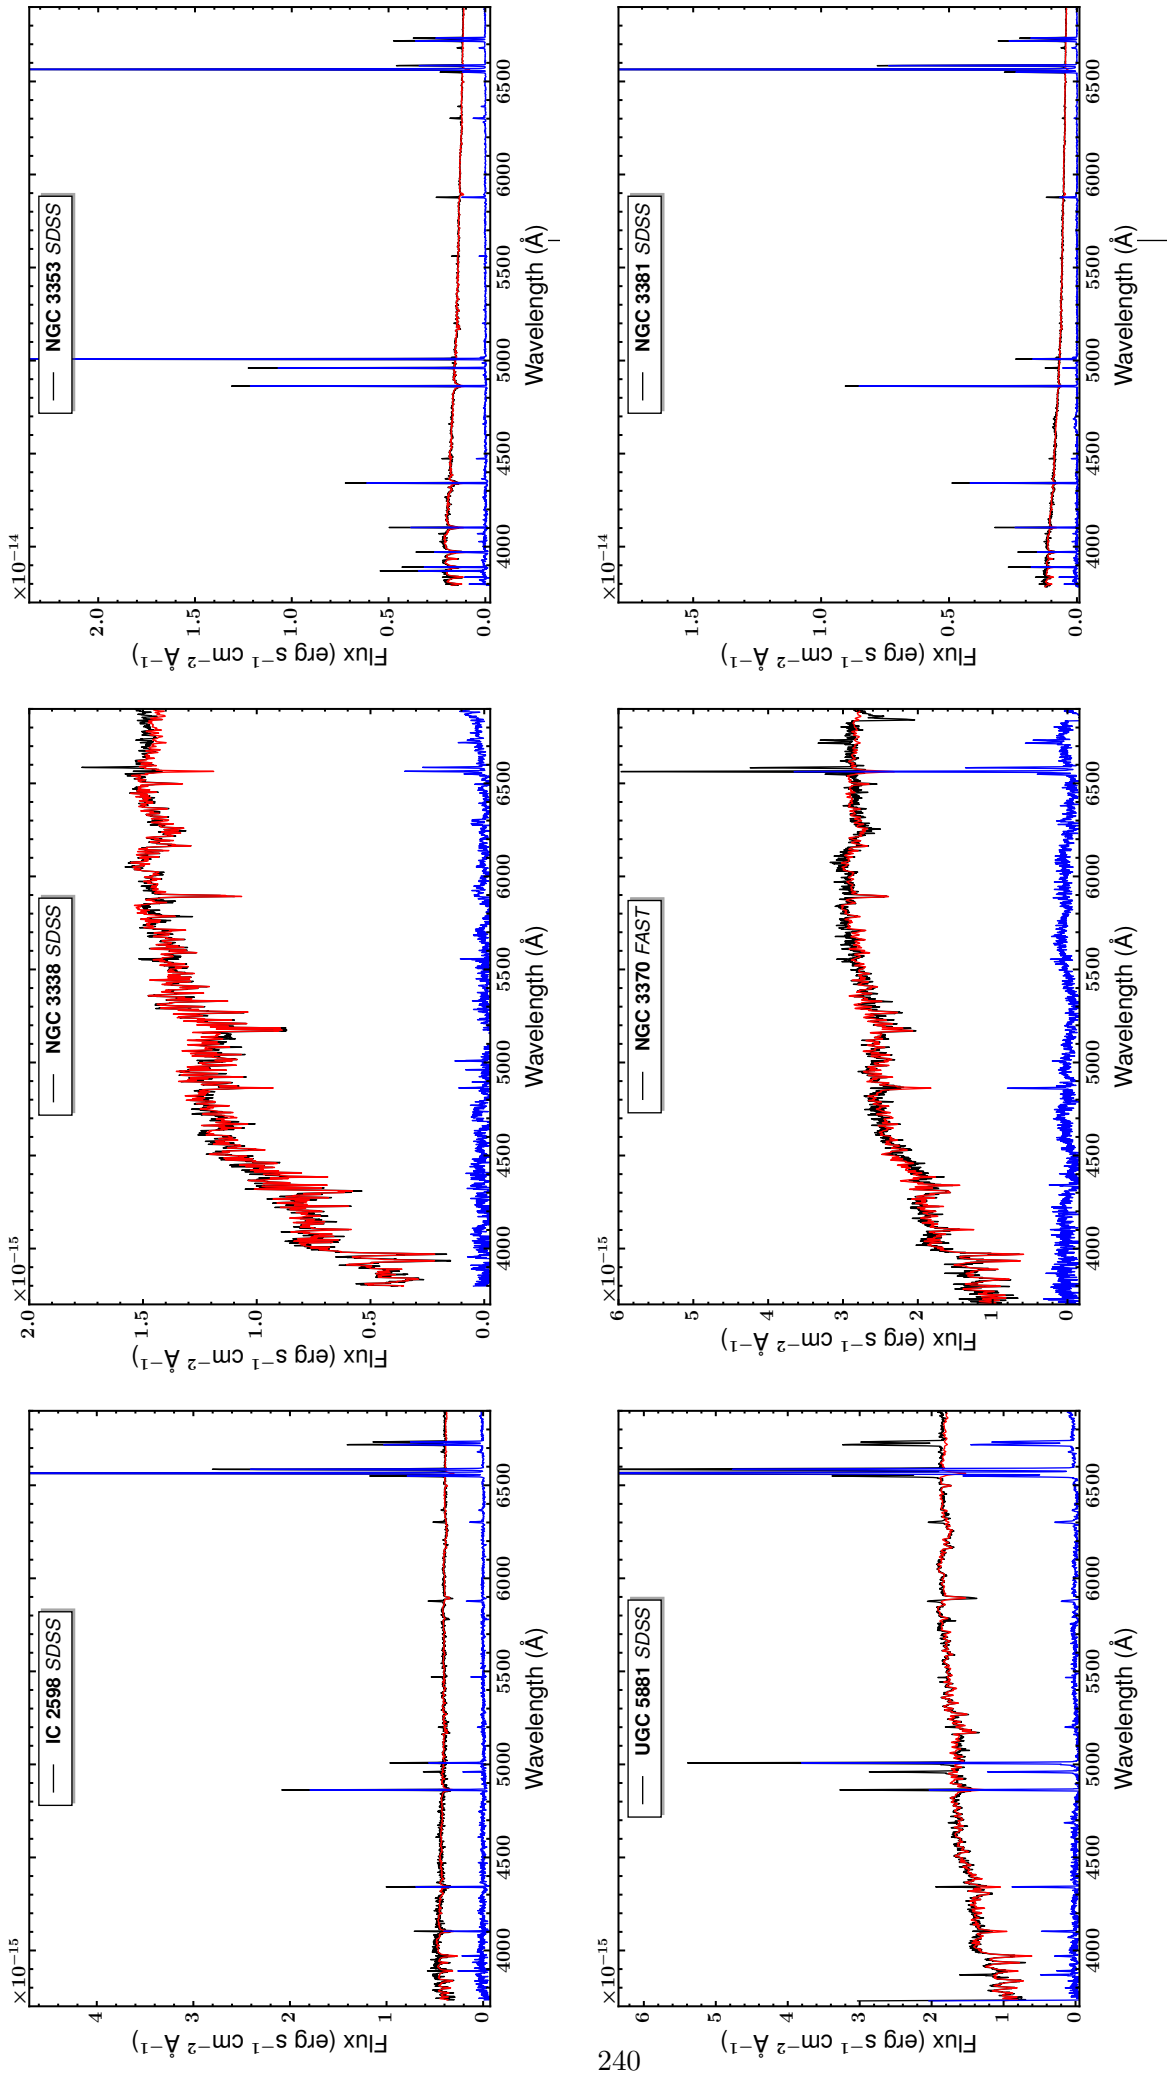 ×10−15
IC 2598 SDSS
Flux (erg s−1 cm−2 Å−1)
4
3
2
1
0
4000 4500 5000 5500 6000 6500
Wavelength (Å)
×10−15
NGC 3338 SDSS
Flux (erg s−1 cm−2 Å−1)
2.0
1.5
1.0
0.5
0.0
4000 4500 5000 5500 6000 6500
Wavelength (Å)
×10−14
NGC 3353 SDSS
Flux (erg s−1 cm−2 Å−1)
2.0
1.5
1.0
0.5
0.0
4000 4500 5000 5500 6000 6500
Wavelength (Å)
×10−15
UGC 5881 SDSS
Flux (erg s−1 cm−2 Å−1)
6
5
4
3
2
1
0
4000 4500 5000 5500 6000 6500
Wavelength (Å)
×10−15
NGC 3370 FAST
Flux (erg s−1 cm−2 Å−1)
6
5
4
3
2
1
0
4000 4500 5000 5500 6000 6500
Wavelength (Å)
×10−14
NGC 3381 SDSS
Flux (erg s−1 cm−2 Å−1)
1.5
1.0
0.5
0.0
4000 4500 5000 5500 6000 6500
Wavelength (Å)
240